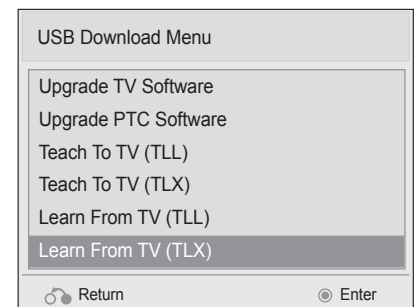 USB Download Menu
Upgrade TV Software
Upgrade PTC Software
Teach To TV (TLL)
Teach To TV (TLX)
Learn From TV (TLL)
Learn From TV (TLX)
Return
Enter